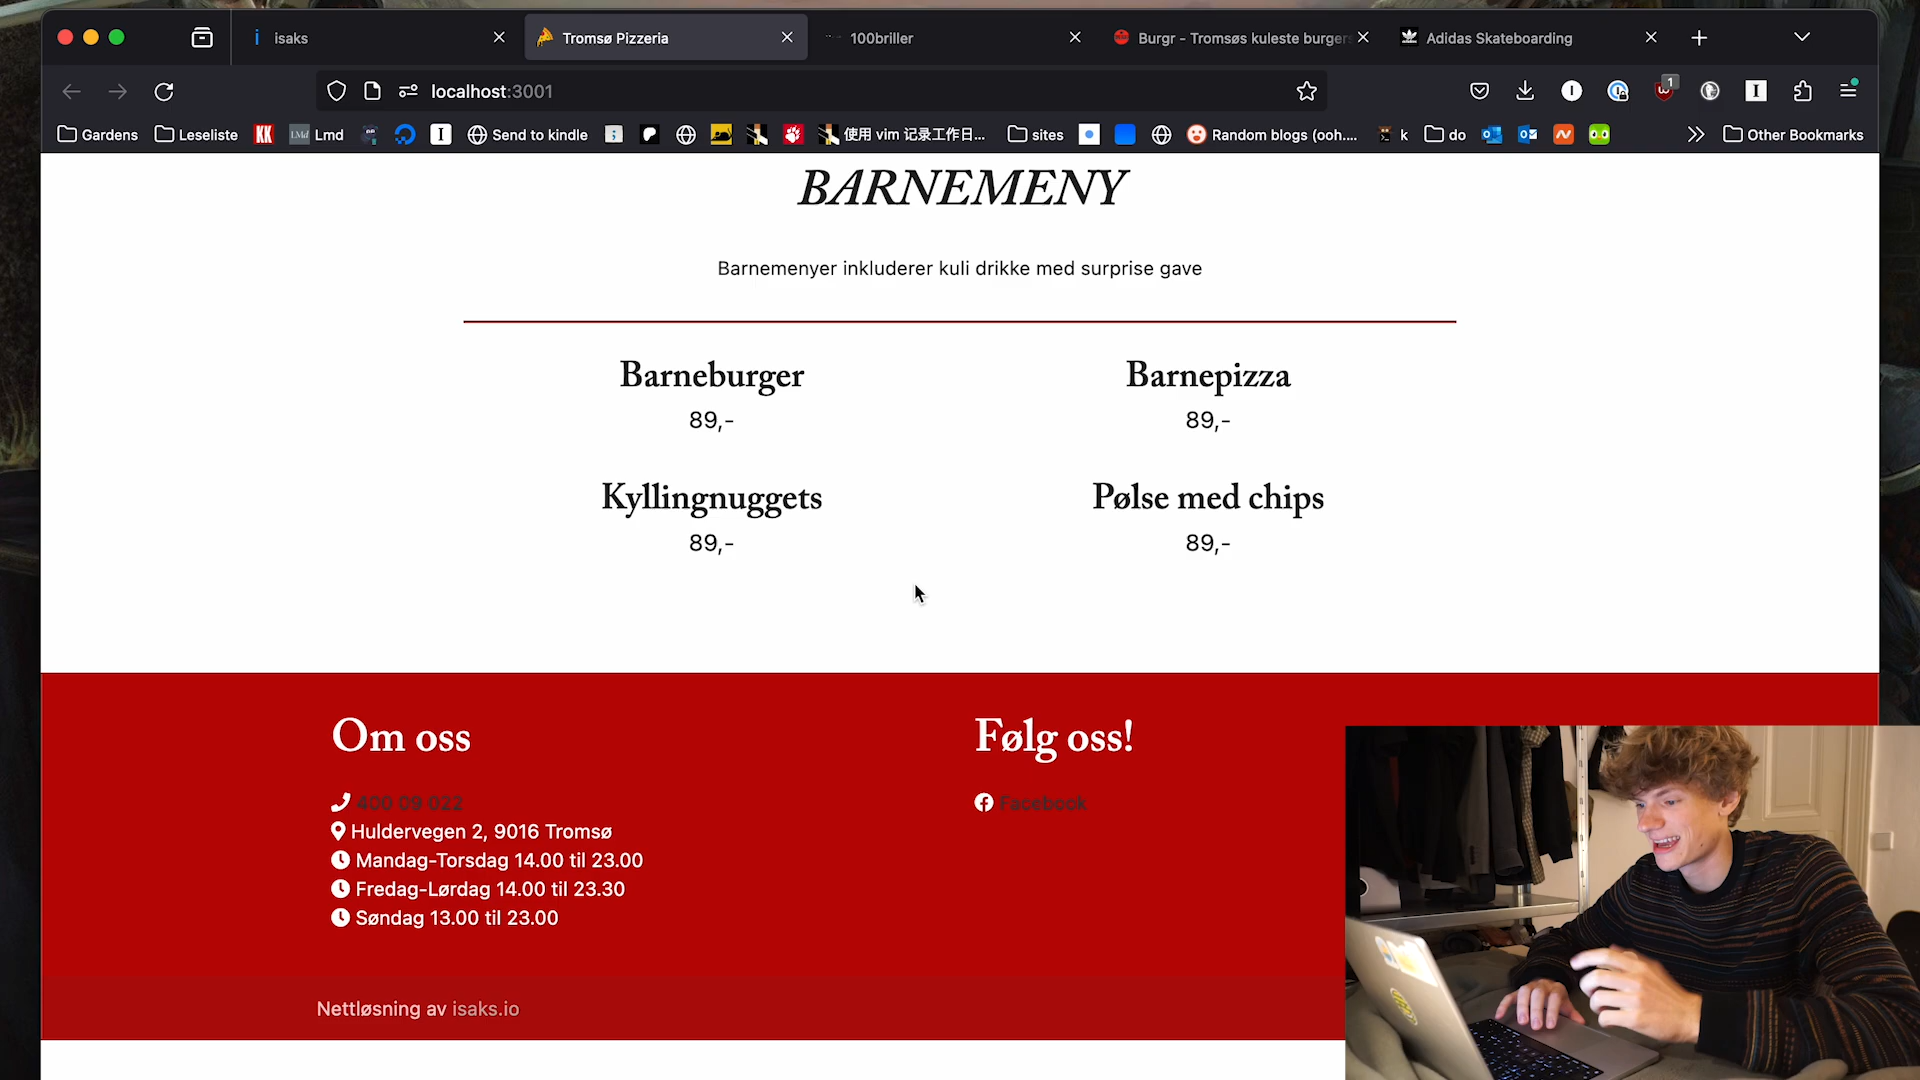 isaks
Tromsø Pizzeria
100briller
Burgr - Tromsøs kuleste burgers
Adidas Skateboarding
localhost:3001
1
Gardens
Leseliste
KK
LMd
Lmd
Send to kindle
使用 vim 记录工作日...
sites
Random blogs (ooh....
k
do
Other Bookmarks
BARNEMENY
Barnemenyer inkluderer kuli drikke med surprise gave
Barneburger
89,-
Barnepizza
89,-
Kyllingnuggets
89,-
Pølse med chips
89,-
Om oss
400 09 022
Huldervegen 2, 9016 Tromsø
Mandag-Torsdag 14.00 til 23.00
Fredag-Lørdag 14.00 til 23.30
Søndag 13.00 til 23.00
Følg oss!
Facebook
Nettløsning av isaks.io